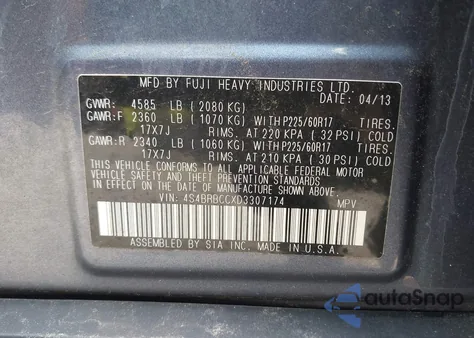 MFD BY FUJI HEAVY INDUSTRIES LTD.
DATE: 04/13
GVWR: 4585 LB (2080 KG)
GAWR:F 2360 LB (1070 KG) WITH P225/60R17 TIRES.
17X7J RIMS. AT 220 KPA (32 PSI) COLD
GAWR:R 2340 LB (1060 KG) WITH P225/60R17 TIRES.
17X7J RIMS. AT 210 KPA (30 PSI) COLD
THIS VEHICLE CONFORMS TO ALL APPLICABLE FEDERAL MOTOR
VEHICLE SAFETY AND THEFT PREVENTION STANDARDS IN
EFFECT ON THE DATE OF MANUFACTURE SHOWN ABOVE.
VIN: 4S4BRBCCXD3307174 MPV
ASSEMBLED BY SIA INC. MADE IN U.S.A.
autoSnap